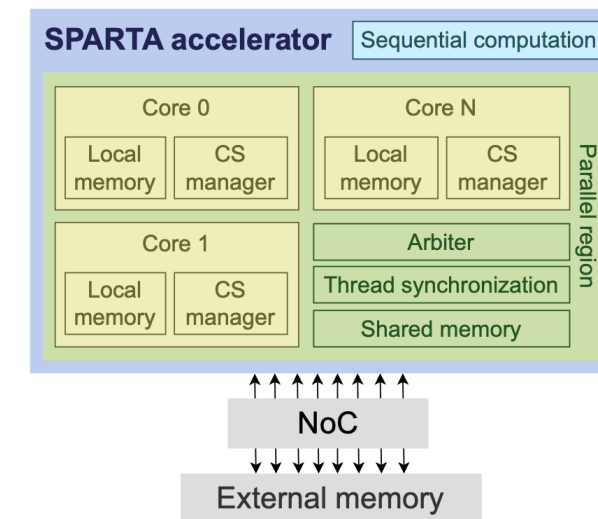 SPARTA accelerator
Sequential computation
Core 0
Local
memory
CS
manager
Core N
Local
memory
CS
manager
Parallel region
Core 1
Local
memory
CS
manager
Arbiter
Thread synchronization
Shared memory
NoC
External memory